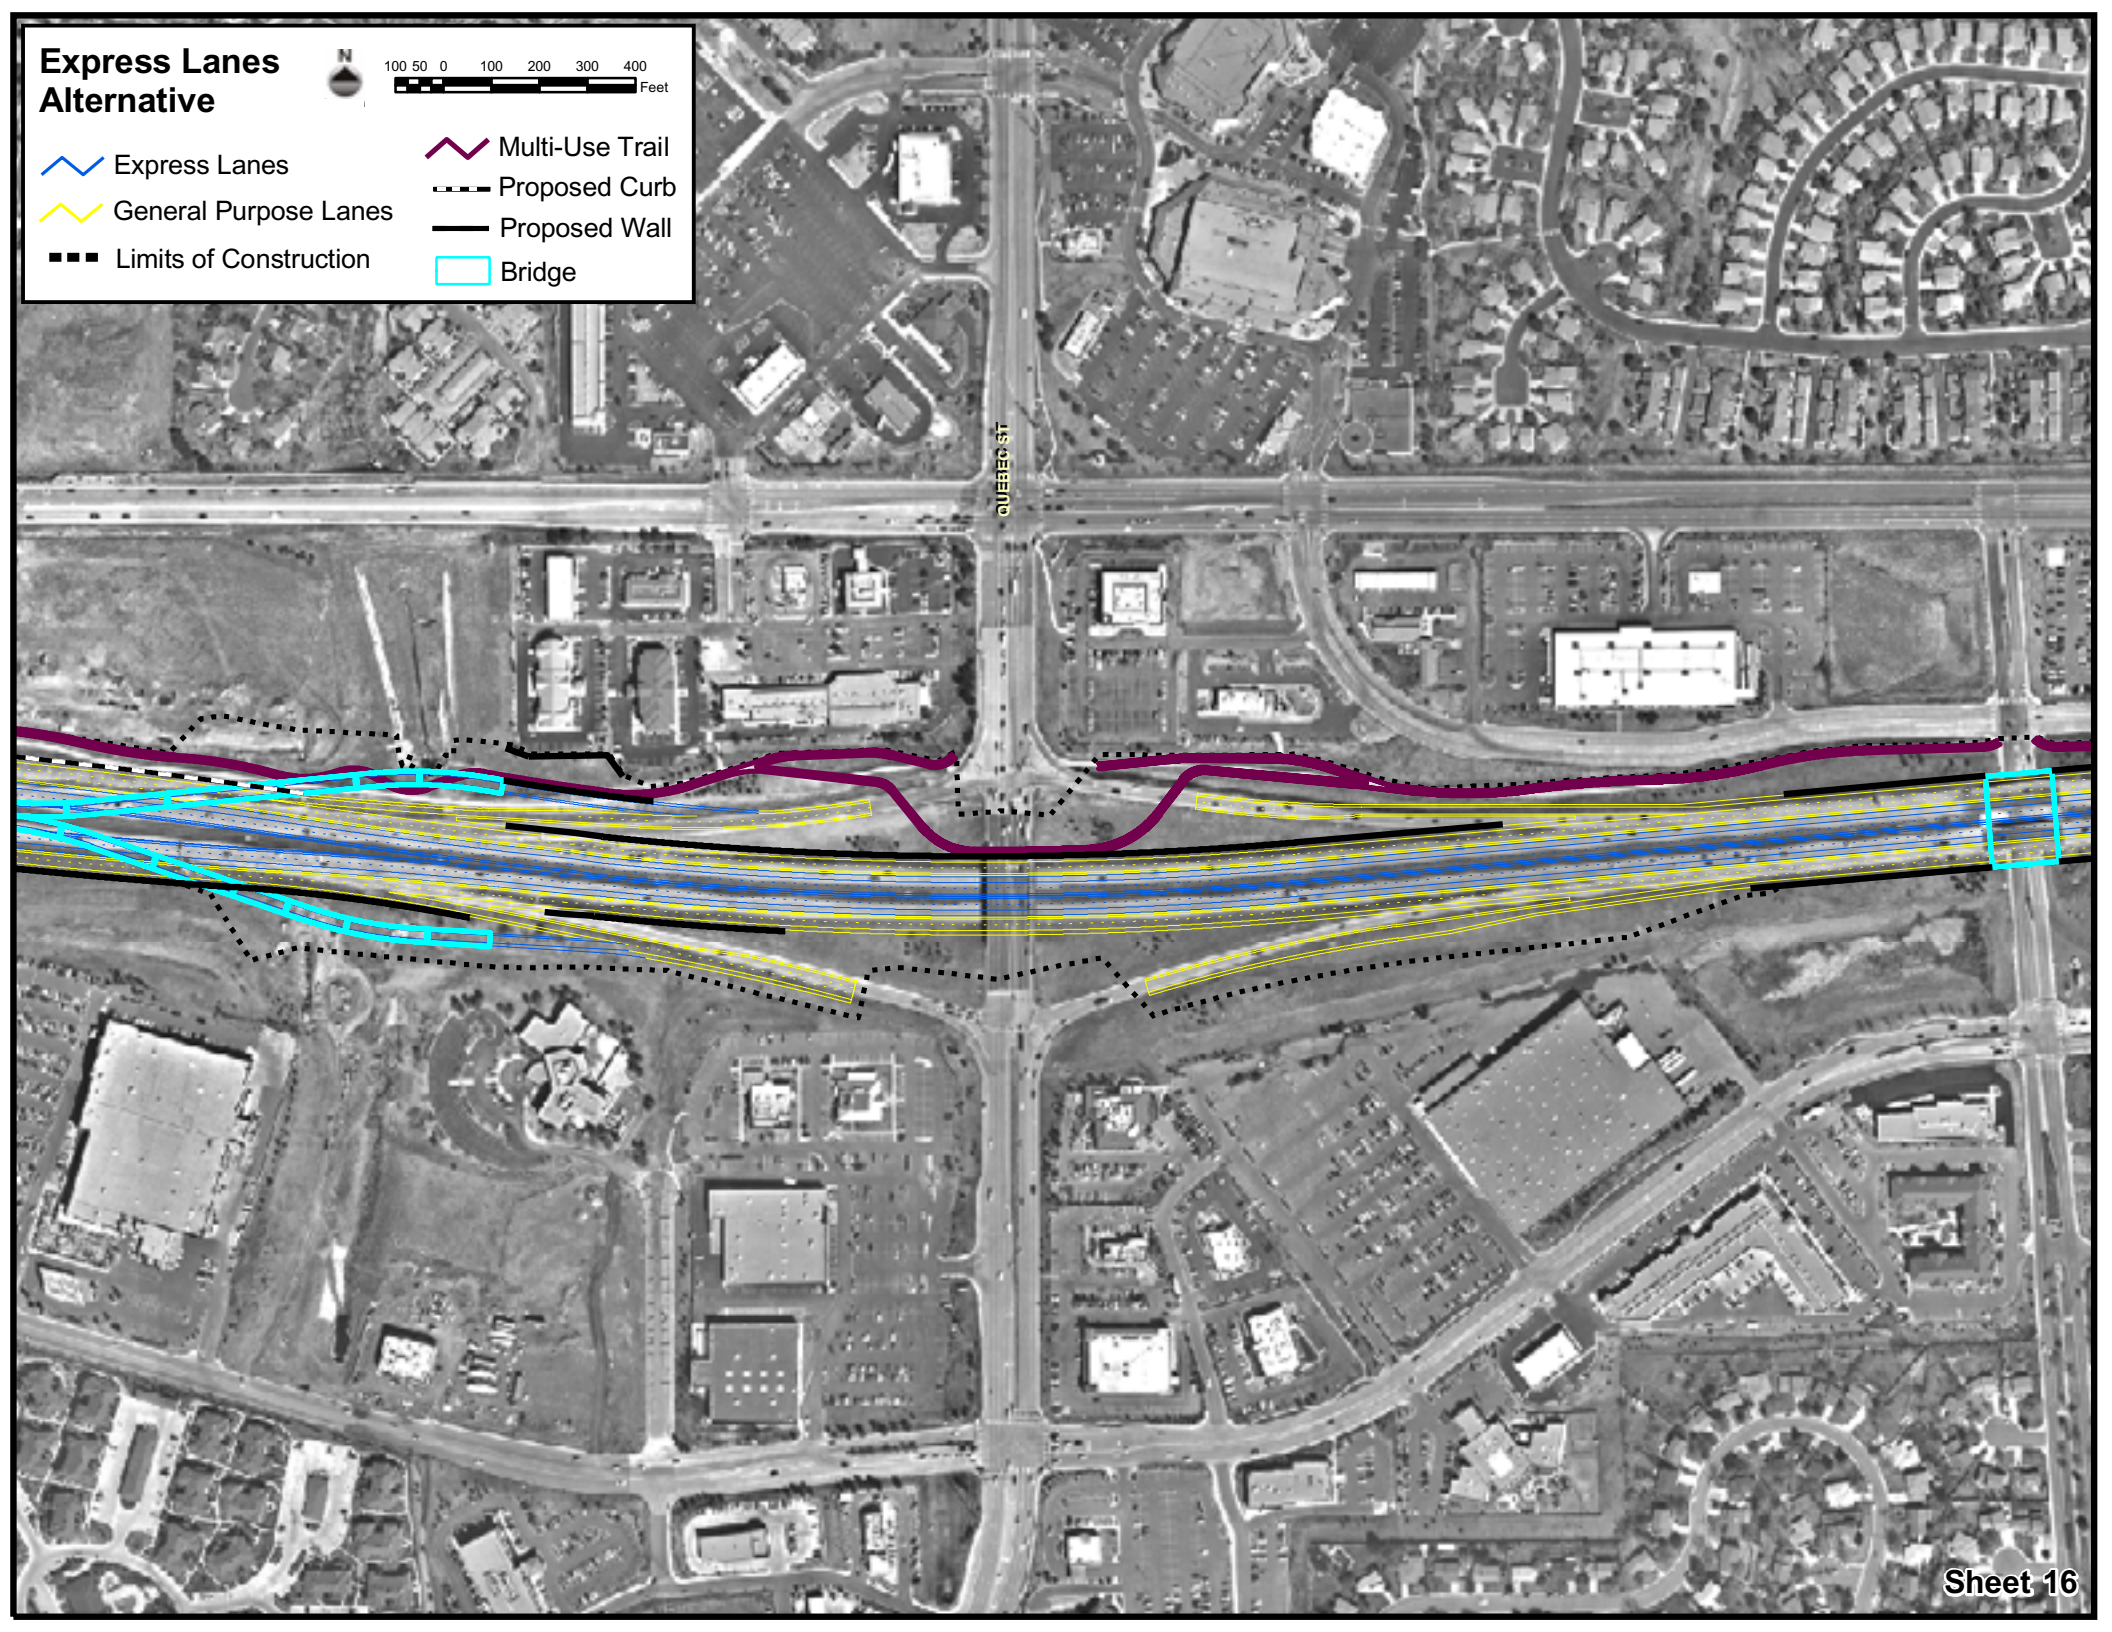 Express Lanes
Alternative
N
100 50 0 100 200 300 400
Feet
Express Lanes
General Purpose Lanes
Limits of Construction
Multi-Use Trail
Proposed Curb
Proposed Wall
Bridge
QUEBEC ST
Sheet 16